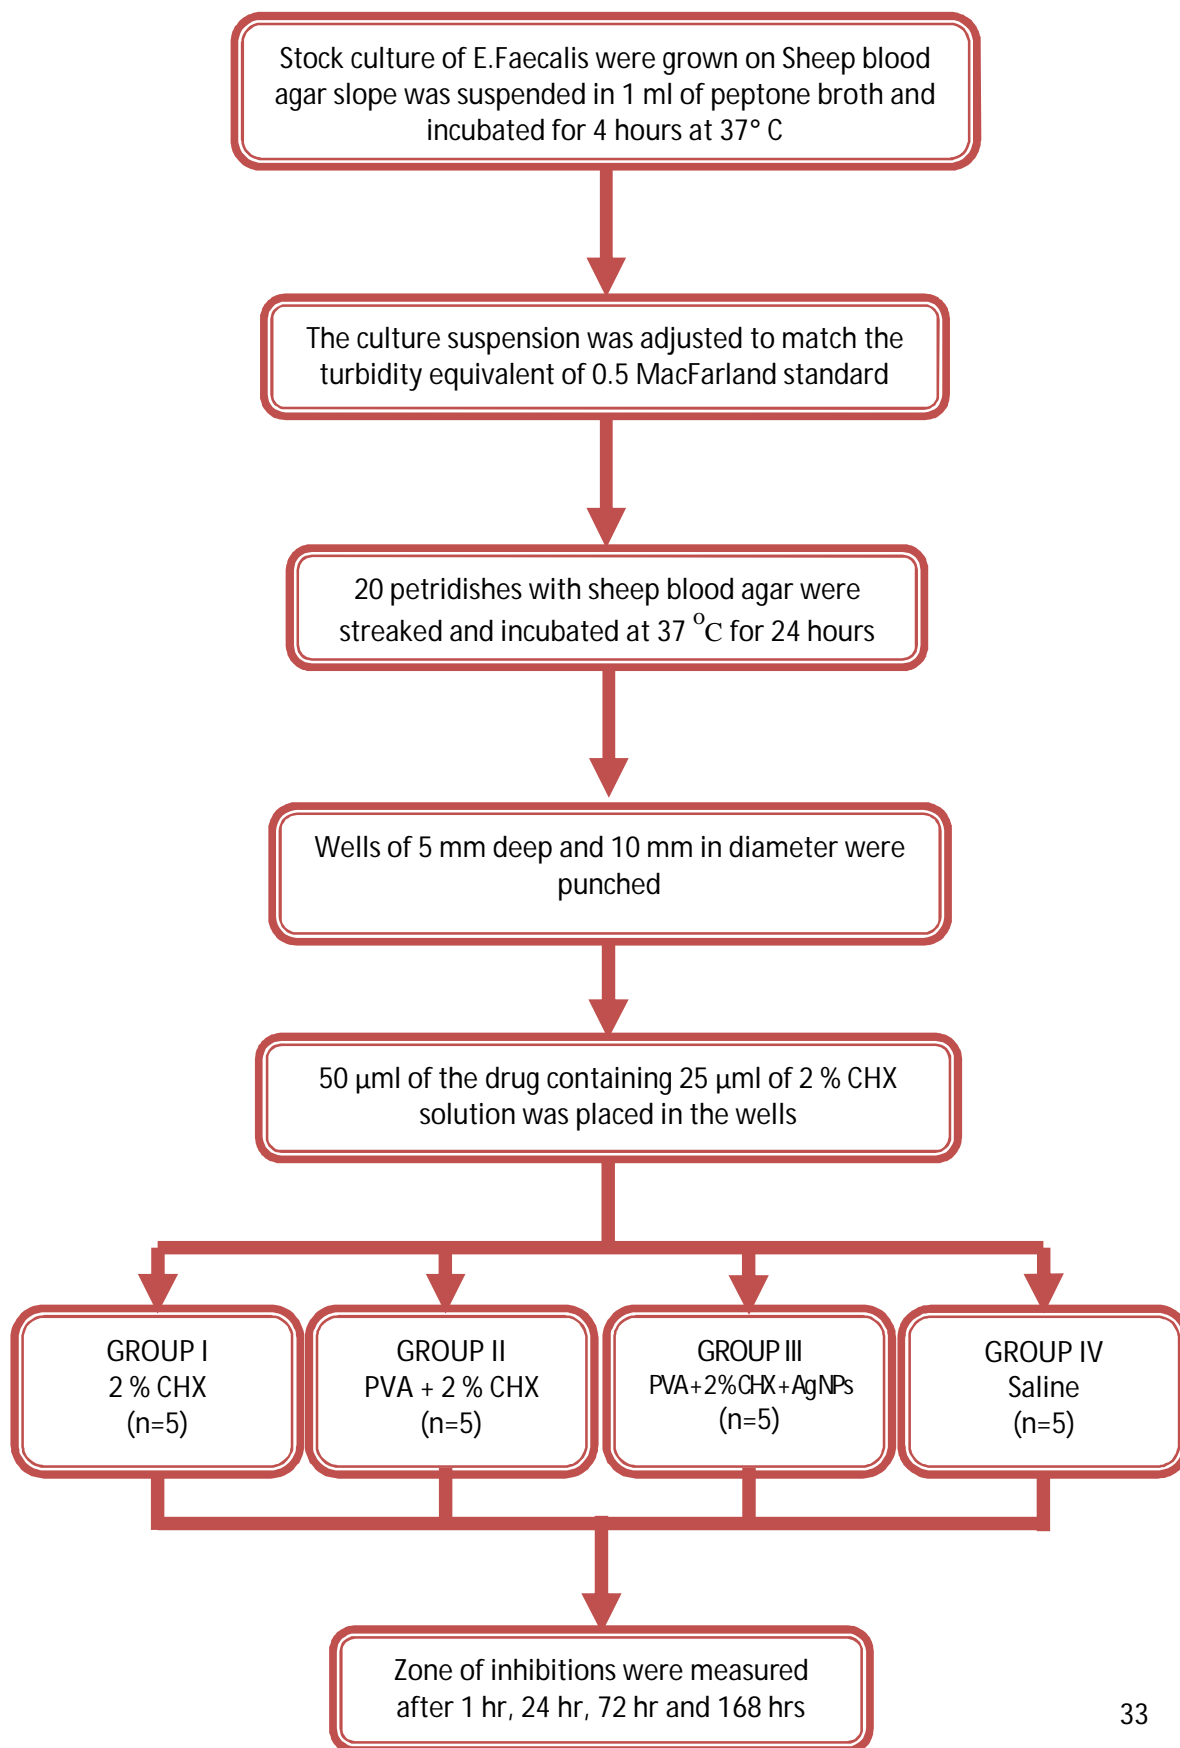 Stock culture of E.Faecalis were grown on Sheep blood
agar slope was suspended in 1 ml of peptone broth and
incubated for 4 hours at 37° C
The culture suspension was adjusted to match the
turbidity equivalent of 0.5 MacFarland standard
20 petridishes with sheep blood agar were
streaked and incubated at 37 °C for 24 hours
Wells of 5 mm deep and 10 mm in diameter were
punched
50 µml of the drug containing 25 µml of 2 % CHX
solution was placed in the wells
GROUP I
2 % CHX
(n=5)
GROUP II
PVA + 2 % CHX
(n=5)
GROUP III
PVA+2%CHX+AgNPs
(n=5)
GROUP IV
Saline
(n=5)
Zone of inhibitions were measured
after 1 hr, 24 hr, 72 hr and 168 hrs
33